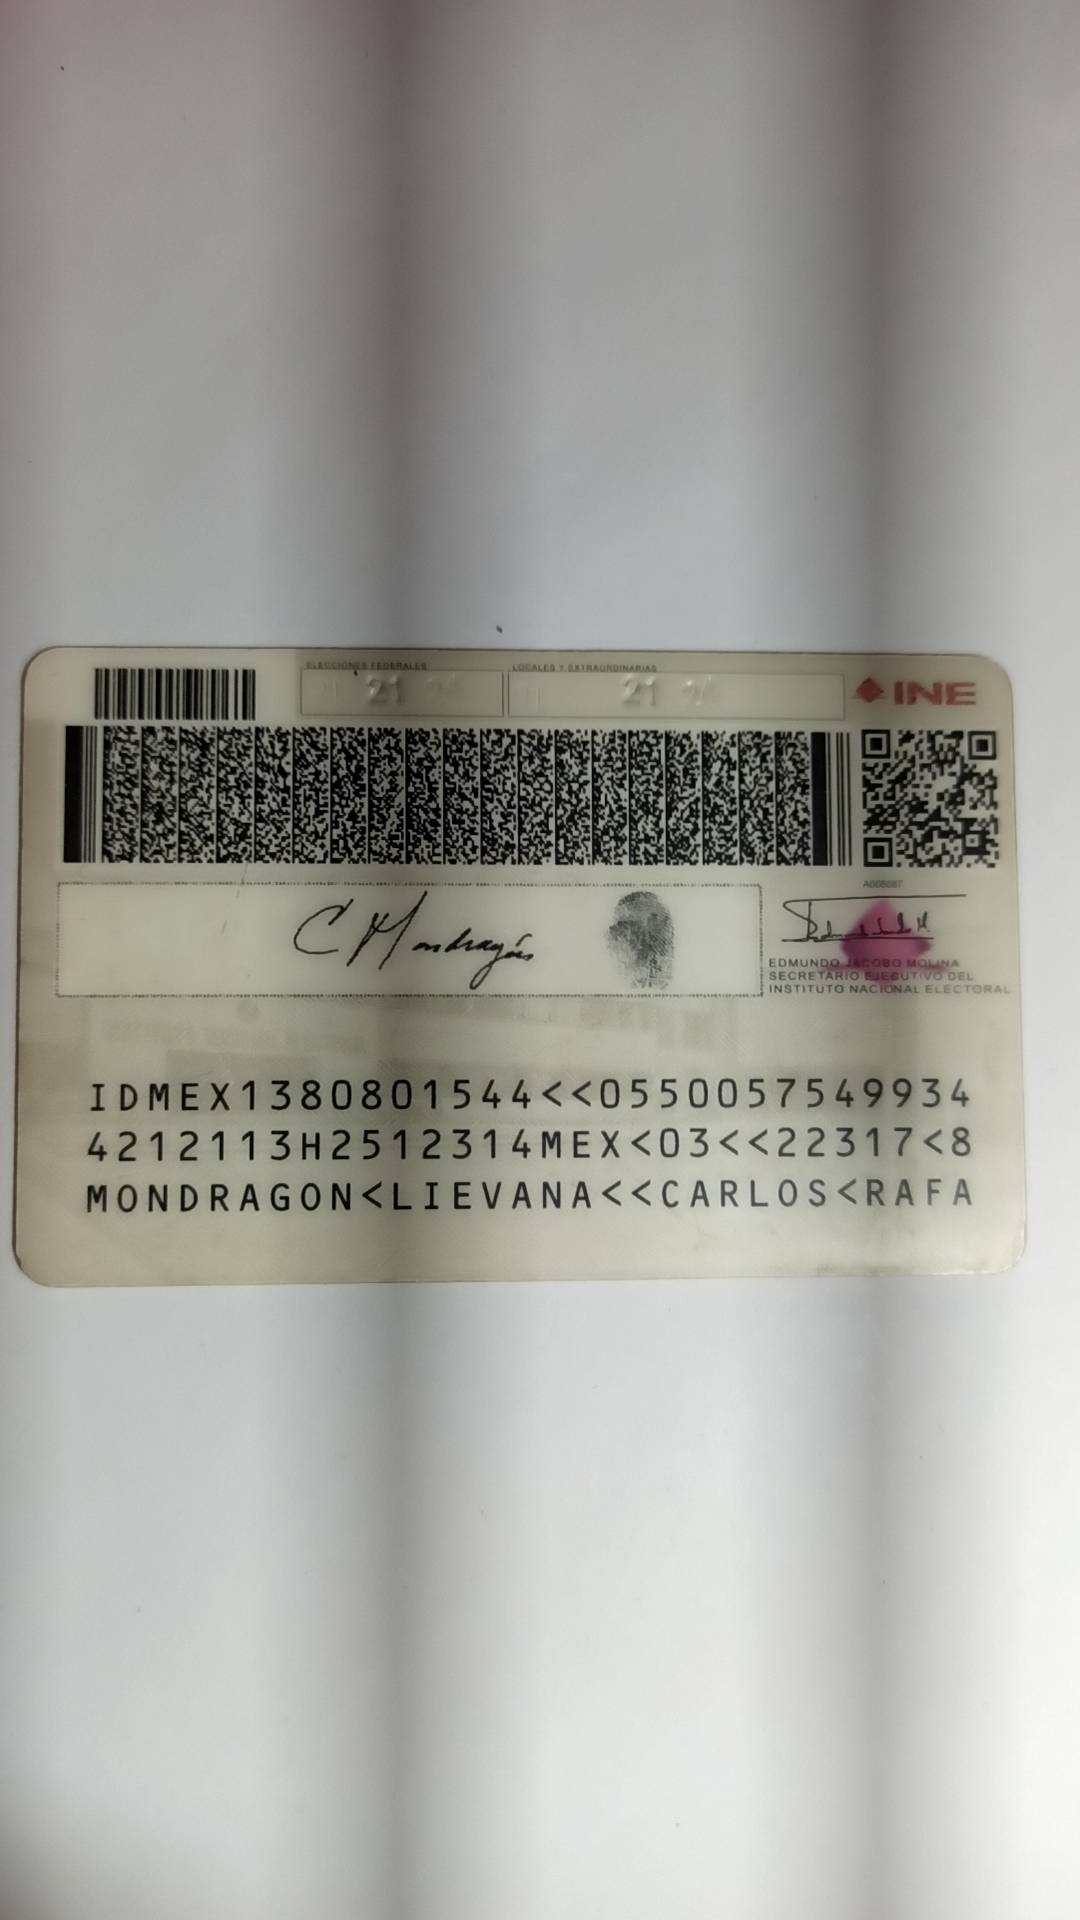 ELECCIONES FEDERALES
LOCALES Y EXTRAORDINARIAS
21
21
INE
C Mondragón
EDMUNDO JACOBO MOLINA
SECRETARIO EJECUTIVO DEL
INSTITUTO NACIONAL ELECTORAL
IDMEX1380801544<<0550057549934
4212113H2512314MEX<03<<22317<8
MONDRAGON<LIEVANA<<CARLOS<RAFA